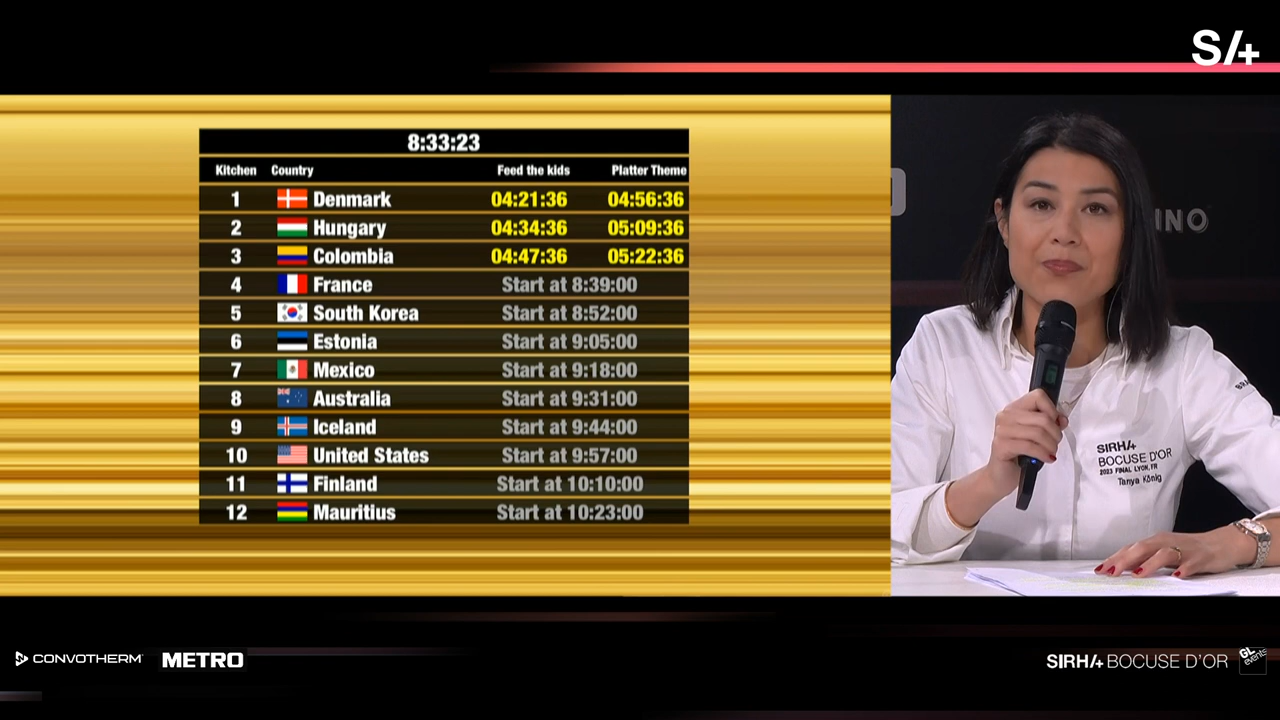 S/+
8:33:23
Kitchen Country Feed the kids Platter Theme
1 Denmark 04:21:36 04:56:36
2 Hungary 04:34:36 05:09:36
3 Colombia 04:47:36 05:22:36
4 France Start at 8:39:00
5 South Korea Start at 8:52:00
6 Estonia Start at 9:05:00
7 Mexico Start at 9:18:00
8 Australia Start at 9:31:00
9 Iceland Start at 9:44:00
10 United States Start at 9:57:00
11 Finland Start at 10:10:00
12 Mauritius Start at 10:23:00
INO
SIRH/+
BOCUSE D'OR
2023 FINAL LYON, FR
Tanya König
CONVOTHERM METRO
SIRH/+ BOCUSE D'OR GL events